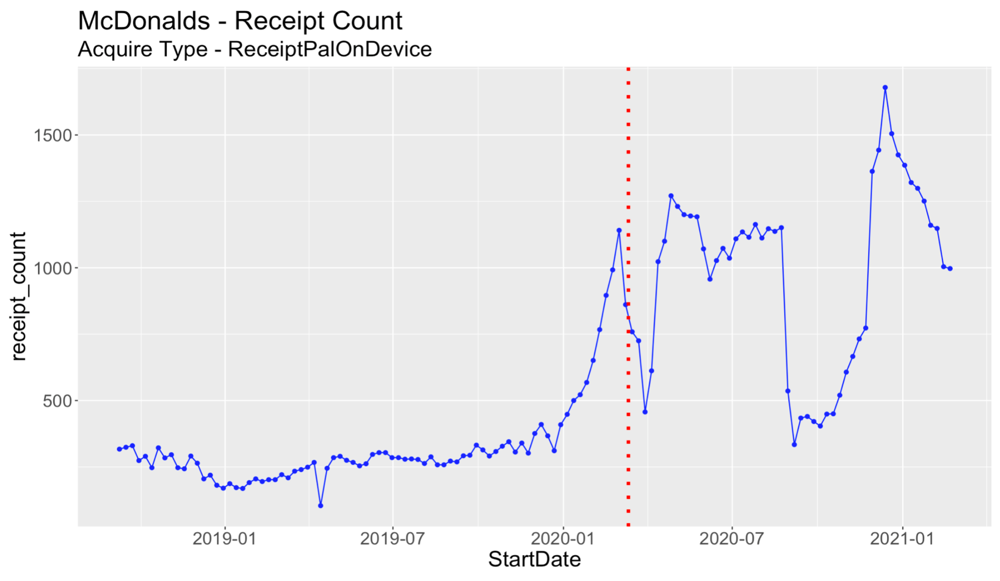 McDonalds - Receipt Count
Acquire Type - ReceiptPalOnDevice
receipt_count
1500
1000
500
2019-01
2019-07
2020-01
2020-07
2021-01
StartDate